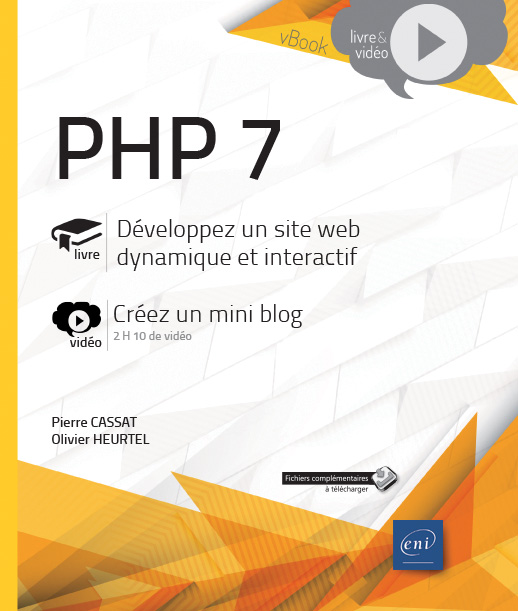 vBook
livre&
vidéo
PHP 7
livre
Développez un site web
dynamique et interactif
vidéo
Créez un mini blog
2 H 10 de vidéo
Pierre CASSAT
Olivier HEURTEL
Fichiers complémentaires
à télécharger
eni